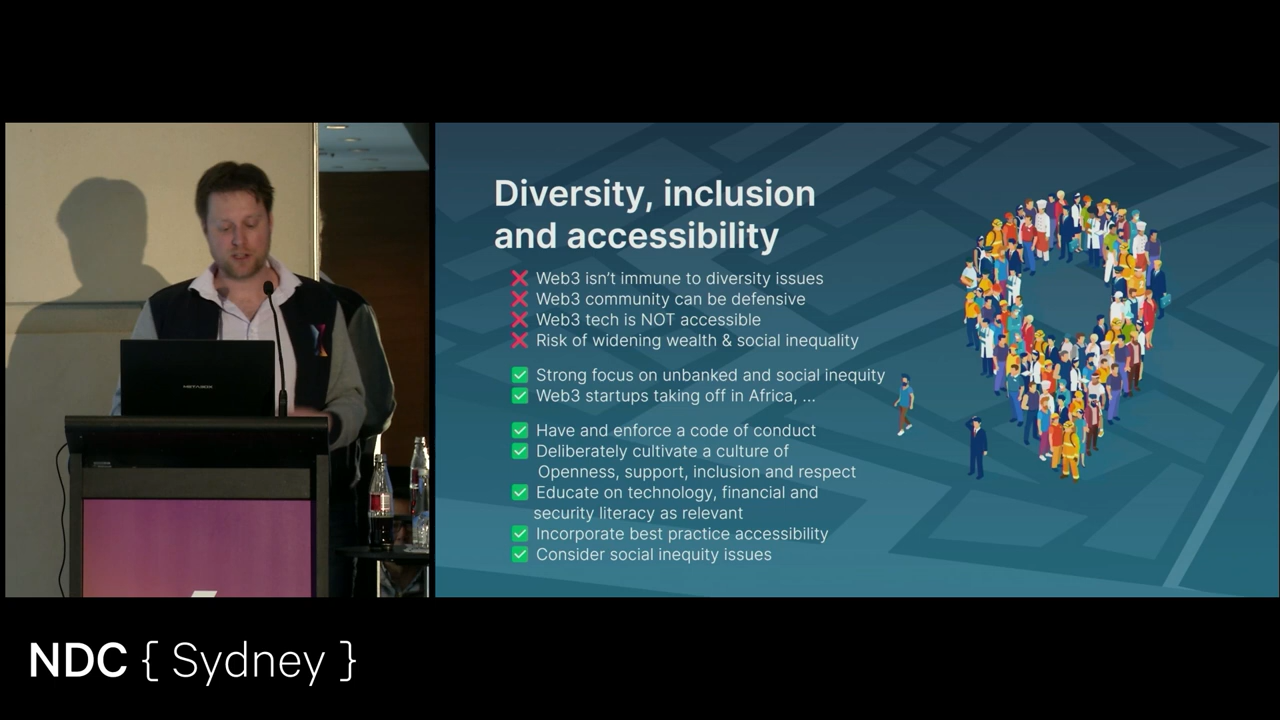 Diversity, inclusion
and accessibility
❌ Web3 isn't immune to diversity issues
❌ Web3 community can be defensive
❌ Web3 tech is NOT accessible
❌ Risk of widening wealth & social inequality
✅ Strong focus on unbanked and social inequity
✅ Web3 startups taking off in Africa, ...
✅ Have and enforce a code of conduct
✅ Deliberately cultivate a culture of
Openness, support, inclusion and respect
✅ Educate on technology, financial and
security literacy as relevant
✅ Incorporate best practice accessibility
✅ Consider social inequity issues
METABOX
NDC { Sydney }